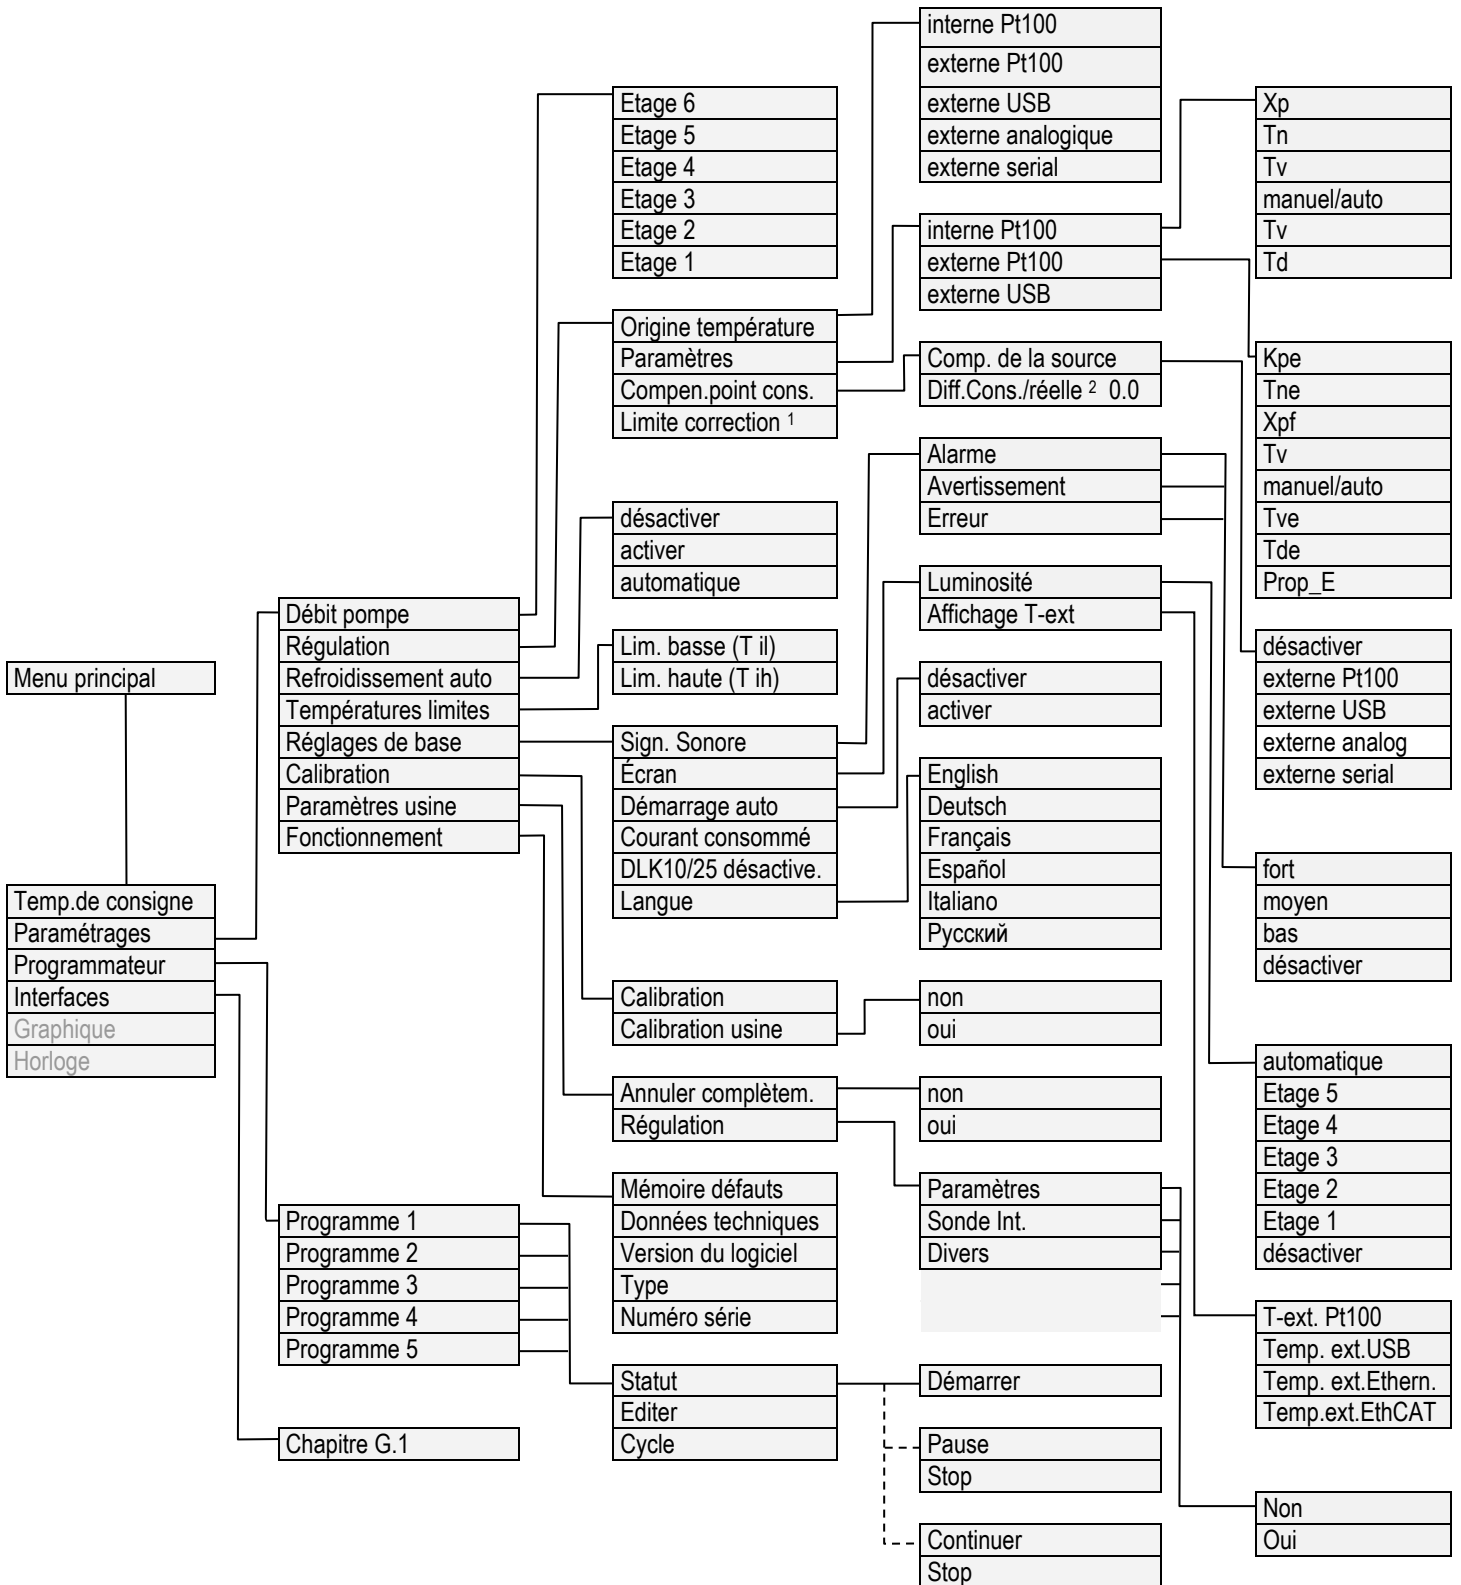 Menu principal
Temp.de consigne
Paramétrages
Programmateur
Interfaces
Graphique
Horloge
Débit pompe
Régulation
Refroidissement auto
Températures limites
Réglages de base
Calibration
Paramètres usine
Fonctionnement
Programme 1
Programme 2
Programme 3
Programme 4
Programme 5
Chapitre G.1
Etage 6
Etage 5
Etage 4
Etage 3
Etage 2
Etage 1
Origine température
Paramètres
Compen.point cons.
Limite correction 1
désactiver
activer
automatique
Lim. basse (T il)
Lim. haute (T ih)
Sign. Sonore
Écran
Démarrage auto
Courant consommé
DLK10/25 désactive.
Langue
Calibration
Calibration usine
Annuler complètem.
Régulation
Mémoire défauts
Données techniques
Version du logiciel
Type
Numéro série
Statut
Editer
Cycle
interne Pt100
externe Pt100
externe USB
externe analogique
externe serial
interne Pt100
externe Pt100
externe USB
Comp. de la source
Diff.Cons./réelle 2 0.0
Alarme
Avertissement
Erreur
Luminosité
Affichage T-ext
désactiver
activer
English
Deutsch
Français
Español
Italiano
Русский
non
oui
non
oui
Paramètres
Sonde Int.
Divers
Démarrer
Pause
Stop
Continuer
Stop
Xp
Tn
Tv
manuel/auto
Tv
Td
Kpe
Tne
Xpf
Tv
manuel/auto
Tve
Tde
Prop_E
désactiver
externe Pt100
externe USB
externe analog
externe serial
fort
moyen
bas
désactiver
automatique
Etage 5
Etage 4
Etage 3
Etage 2
Etage 1
désactiver
T-ext. Pt100
Temp. ext.USB
Temp. ext.Ethern.
Temp.ext.EthCAT
Non
Oui